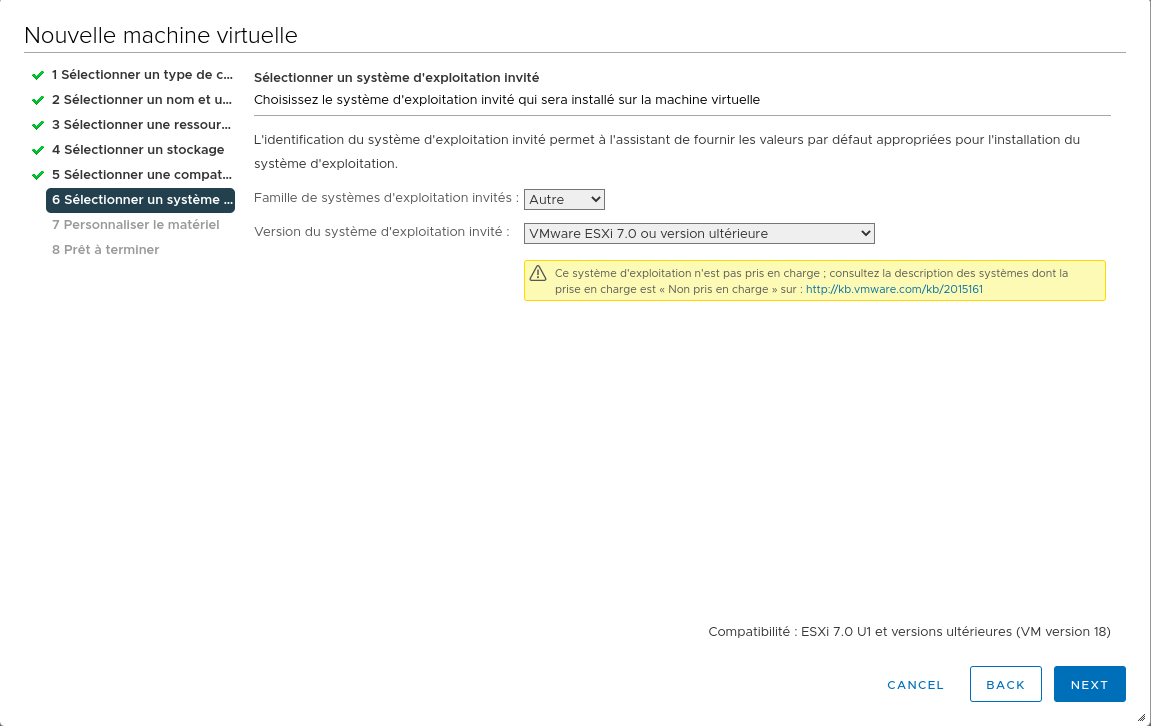 Nouvelle machine virtuelle
1 Sélectionner un type de c...
2 Sélectionner un nom et u...
3 Sélectionner une ressour...
4 Sélectionner un stockage
5 Sélectionner une compat...
6 Sélectionner un système ...
7 Personnaliser le matériel
8 Prêt à terminer
Sélectionner un système d'exploitation invité
Choisissez le système d'exploitation invité qui sera installé sur la machine virtuelle
L'identification du système d'exploitation invité permet à l'assistant de fournir les valeurs par défaut appropriées pour l'installation du
système d'exploitation.
Famille de systèmes d'exploitation invités : Autre
Version du système d'exploitation invité : VMware ESXi 7.0 ou version ultérieure
Ce système d'exploitation n'est pas pris en charge ; consultez la description des systèmes dont la
prise en charge est « Non pris en charge » sur : http://kb.vmware.com/kb/2015161
Compatibilité : ESXi 7.0 U1 et versions ultérieures (VM version 18)
CANCEL BACK NEXT